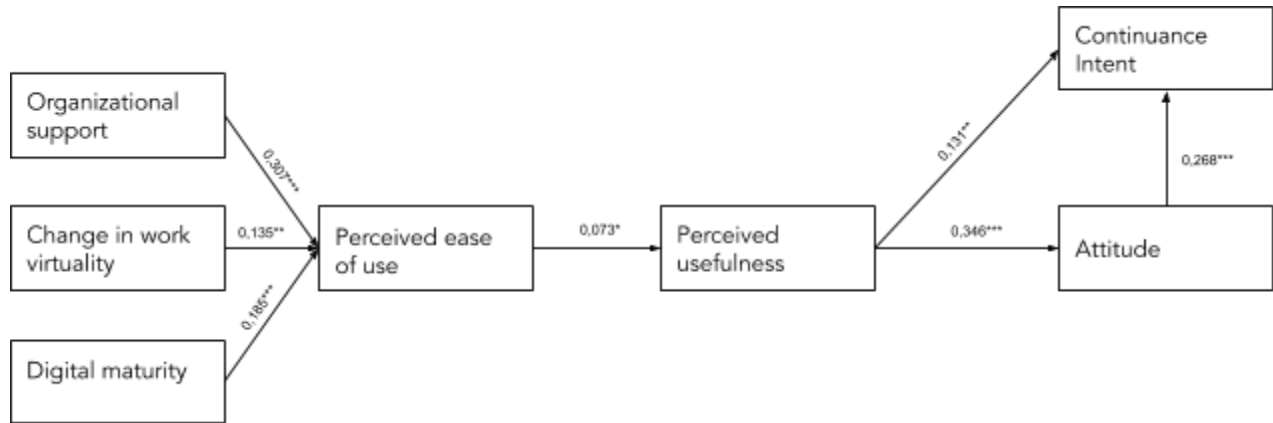 Continuance
Intent
Organizational
support
0,307***
0,131**
0,268***
Change in work
virtuality
0,135**
Perceived ease
of use
0,073*
Perceived
usefulness
0,346***
Attitude
0,185***
Digital maturity